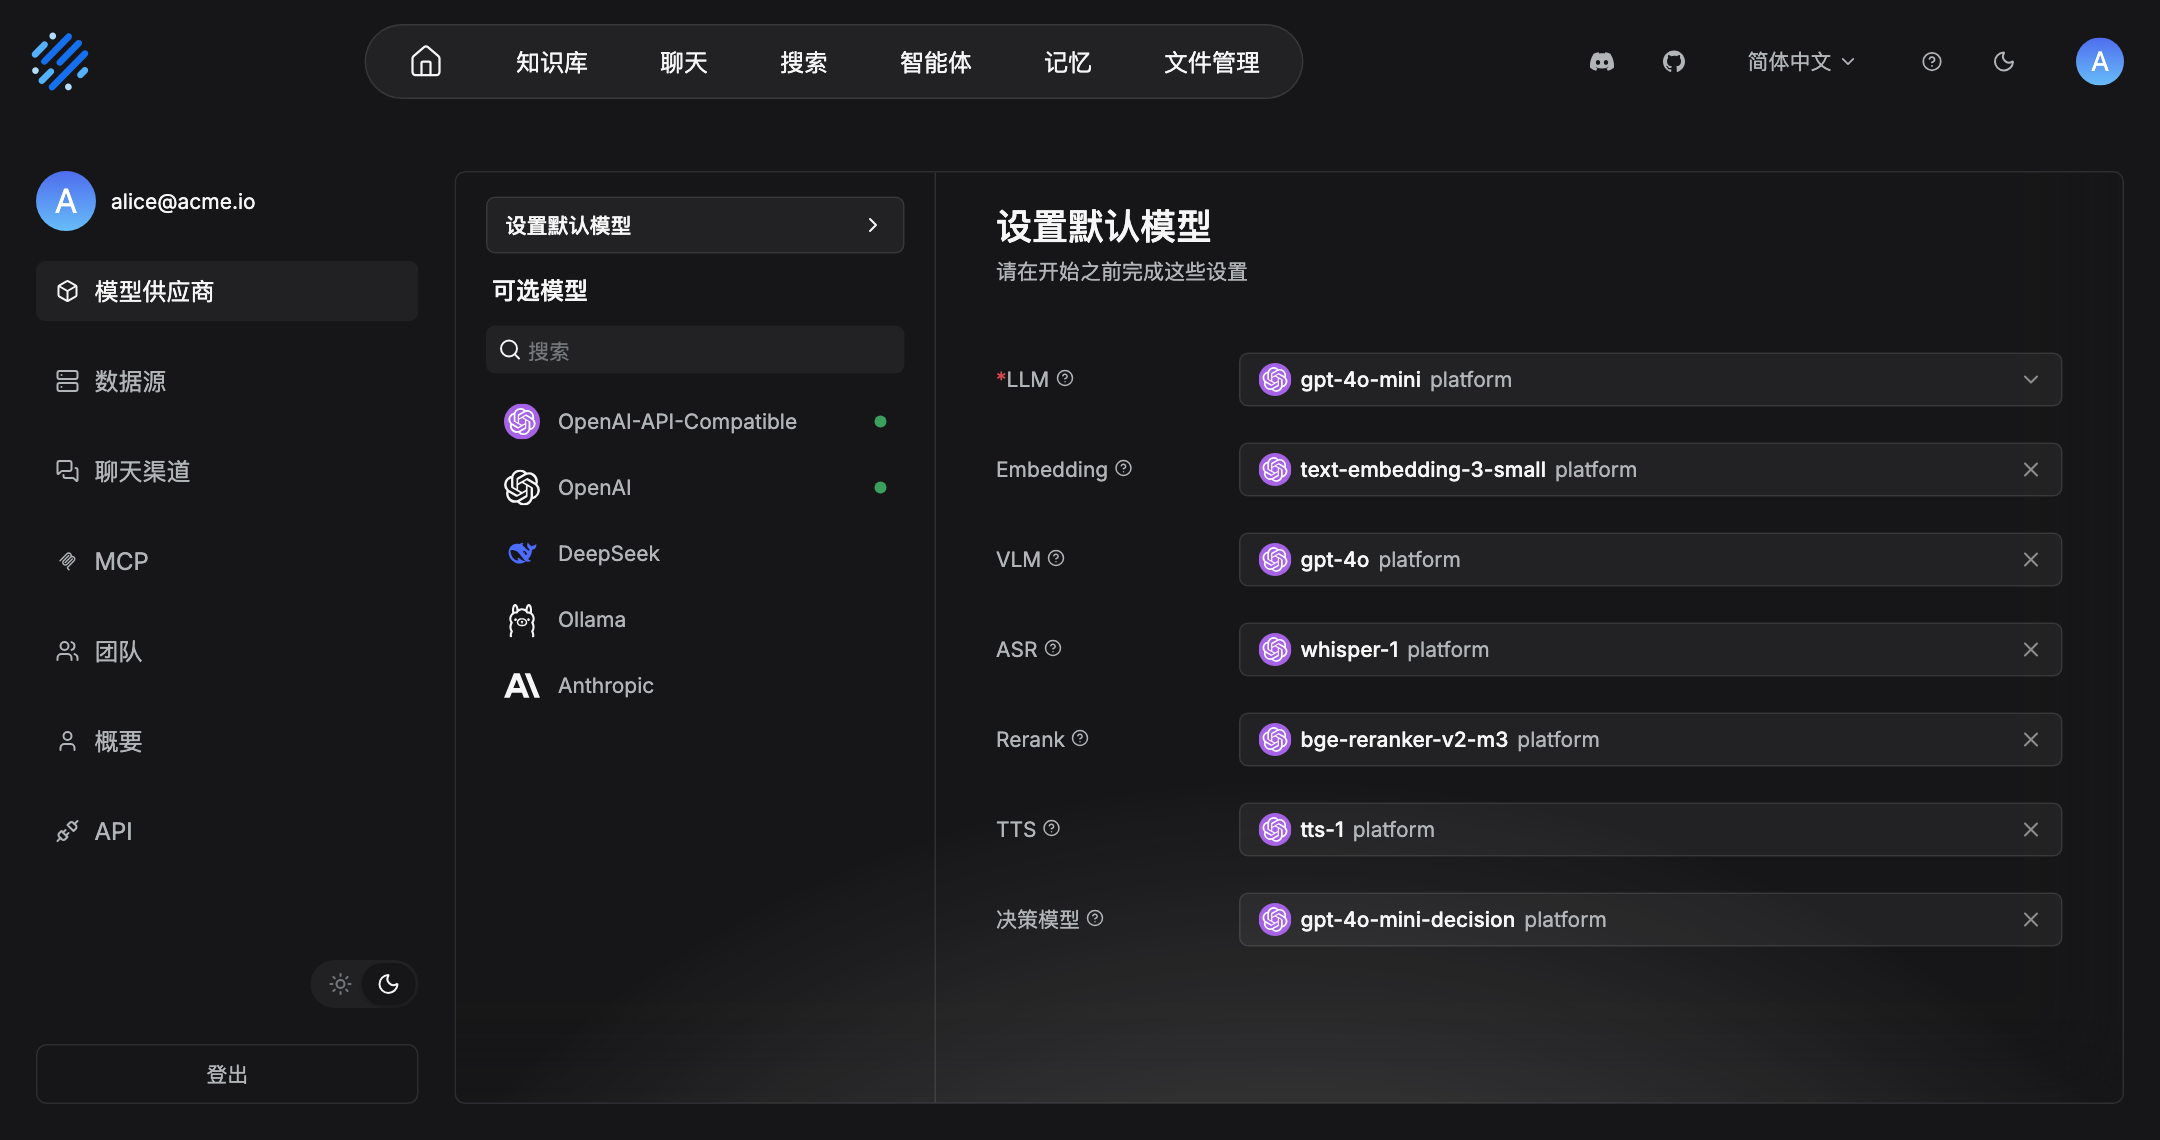 知识库
聊天
搜索
智能体
记忆
文件管理
简体中文
A
A
alice@acme.io
模型供应商
数据源
聊天渠道
MCP
团队
概要
API
登出
设置默认模型
可选模型
搜索
OpenAI-API-Compatible
OpenAI
DeepSeek
Ollama
Anthropic
设置默认模型
请在开始之前完成这些设置
*LLM
gpt-4o-mini platform
Embedding
text-embedding-3-small platform
VLM
gpt-4o platform
ASR
whisper-1 platform
Rerank
bge-reranker-v2-m3 platform
TTS
tts-1 platform
决策模型
gpt-4o-mini-decision platform